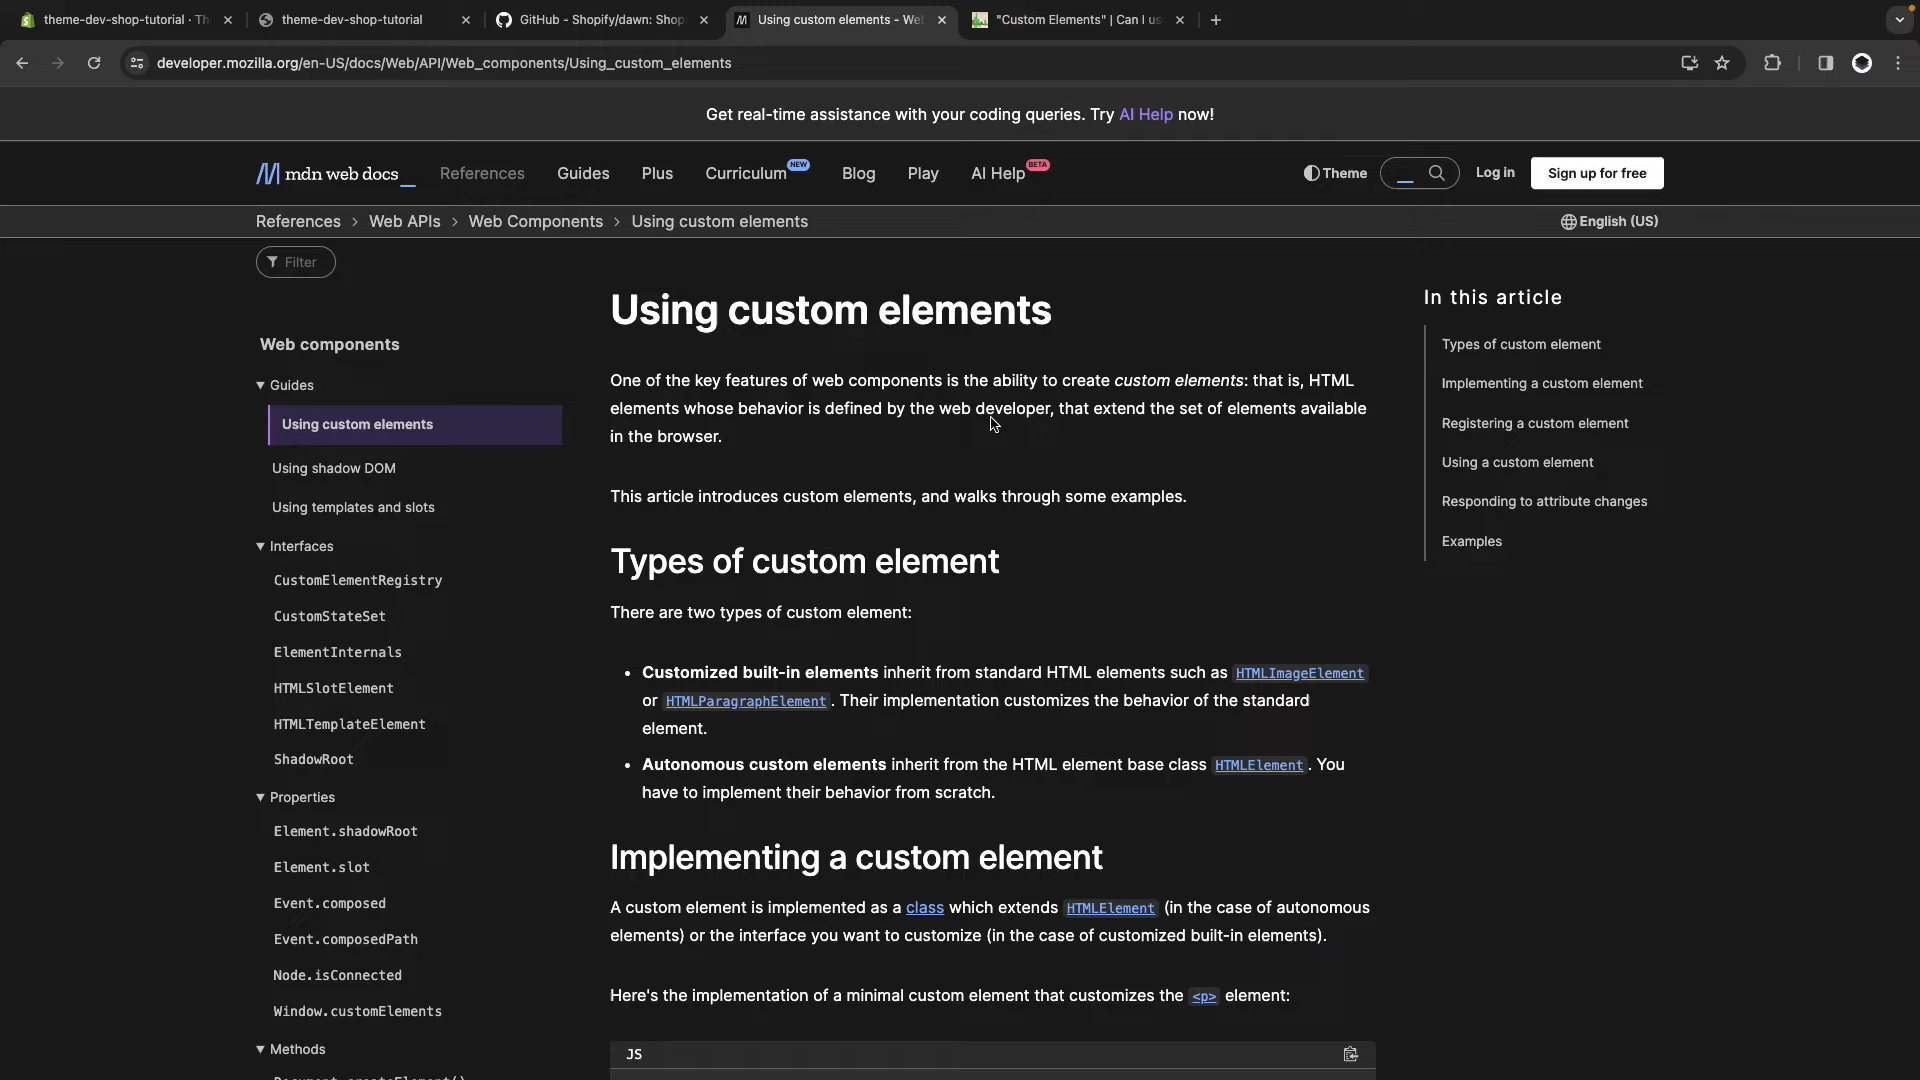 theme-dev-shop-tutorial · Th
theme-dev-shop-tutorial
GitHub - Shopify/dawn: Shop
Using custom elements - We
"Custom Elements" | Can I us
developer.mozilla.org/en-US/docs/Web/API/Web_components/Using_custom_elements
Get real-time assistance with your coding queries. Try AI Help now!
mdn web docs_
References
Guides
Plus
Curriculum NEW
Blog
Play
AI Help BETA
Theme
Log in
Sign up for free
References > Web APIs > Web Components > Using custom elements
English (US)
Filter
Web components
Guides
Using custom elements
Using shadow DOM
Using templates and slots
Interfaces
CustomElementRegistry
CustomStateSet
ElementInternals
HTMLSlotElement
HTMLTemplateElement
ShadowRoot
Properties
Element.shadowRoot
Element.slot
Event.composed
Event.composedPath
Node.isConnected
Window.customElements
Methods
Using custom elements
One of the key features of web components is the ability to create custom elements: that is, HTML
elements whose behavior is defined by the web developer, that extend the set of elements available
in the browser.
This article introduces custom elements, and walks through some examples.
Types of custom element
There are two types of custom element:
• Customized built-in elements inherit from standard HTML elements such as HTMLImageElement
or HTMLParagraphElement. Their implementation customizes the behavior of the standard
element.
• Autonomous custom elements inherit from the HTML element base class HTMLElement. You
have to implement their behavior from scratch.
Implementing a custom element
A custom element is implemented as a class which extends HTMLElement (in the case of autonomous
elements) or the interface you want to customize (in the case of customized built-in elements).
Here's the implementation of a minimal custom element that customizes the <p> element:
JS
In this article
Types of custom element
Implementing a custom element
Registering a custom element
Using a custom element
Responding to attribute changes
Examples